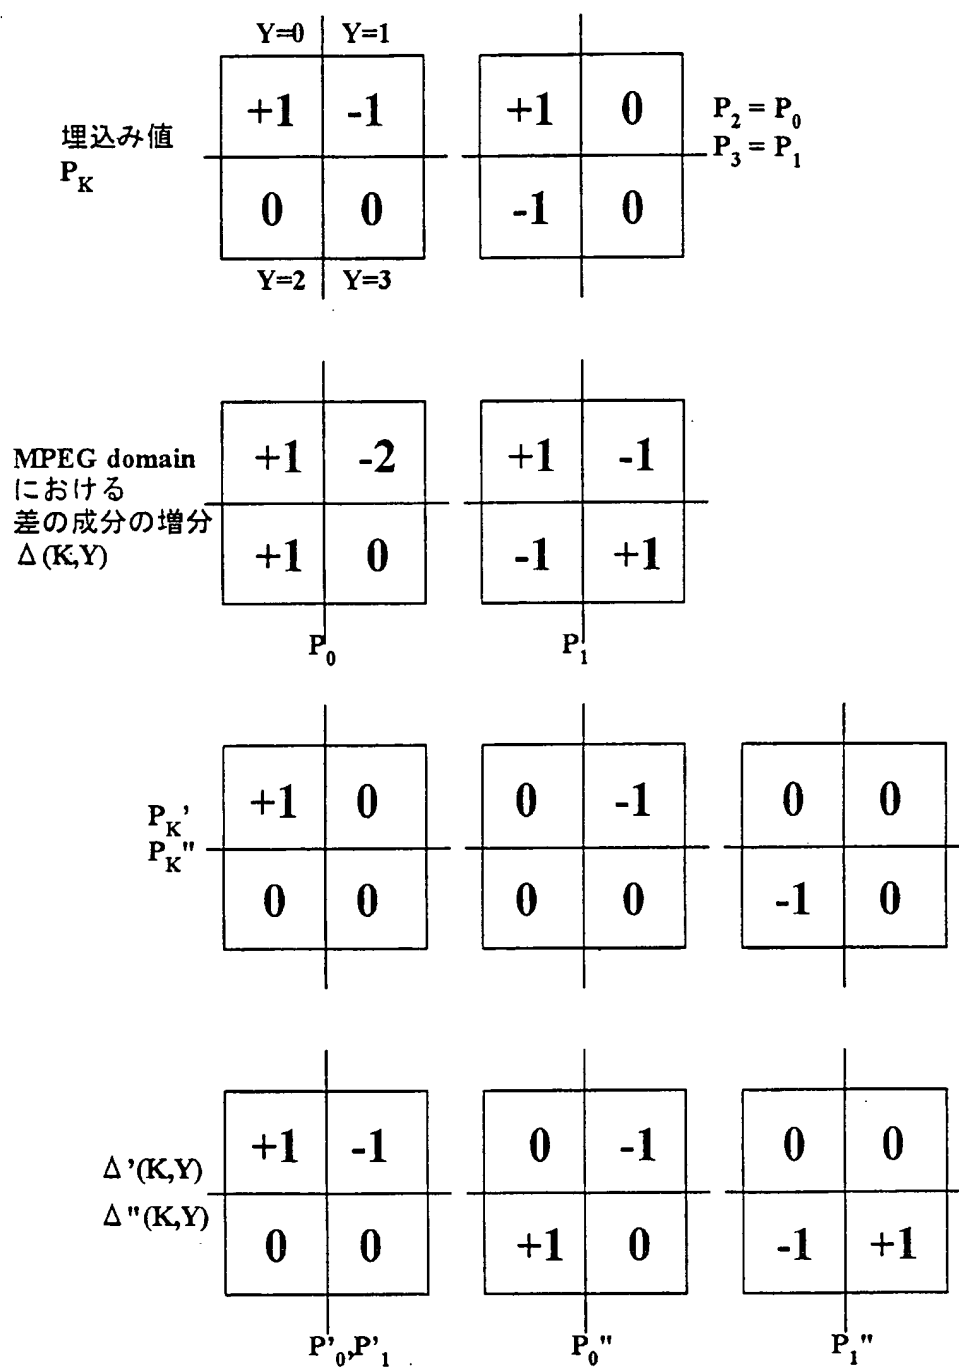 Y=0 Y=1
埋込み値
P_K
+1 -1 +1 0
P_2 = P_0
P_3 = P_1
0 0 -1 0
Y=2 Y=3
MPEG domain
における
差の成分の増分
Δ(K,Y)
+1 -2 +1 -1
+1 0 -1 +1
P_0 P_1
P_K'
P_K"
+1 0 0 -1 0 0
0 0 0 0 -1 0
Δ'(K,Y)
Δ"(K,Y)
+1 -1 0 -1 0 0
0 0 +1 0 -1 +1
P'_0,P'_1 P_0" P_1"